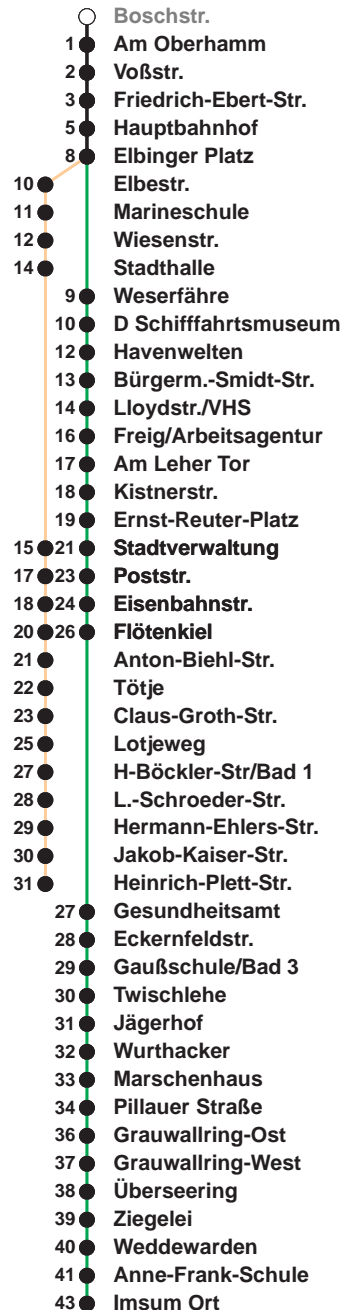 Boschstr.
1 Am Oberhamm
2 Voßstr.
3 Friedrich-Ebert-Str.
5 Hauptbahnhof
8 Elbinger Platz
10 Elbestr.
11 Marineschule
12 Wiesenstr.
14 Stadthalle
9 Weserfähre
10 D Schifffahrtsmuseum
12 Havenwelten
13 Bürgerm.-Smidt-Str.
14 Lloydstr./VHS
16 Freig/Arbeitsagentur
17 Am Leher Tor
18 Kistnerstr.
19 Ernst-Reuter-Platz
15 21 Stadtverwaltung
17 23 Poststr.
18 24 Eisenbahnstr.
20 26 Flötenkiel
21 Anton-Biehl-Str.
22 Tötje
23 Claus-Groth-Str.
25 Lotjeweg
27 H-Böckler-Str/Bad 1
28 L.-Schroeder-Str.
29 Hermann-Ehlers-Str.
30 Jakob-Kaiser-Str.
31 Heinrich-Plett-Str.
27 Gesundheitsamt
28 Eckernfeldstr.
29 Gaußschule/Bad 3
30 Twischlehe
31 Jägerhof
32 Wurthacker
33 Marschenhaus
34 Pillauer Straße
36 Grauwallring-Ost
37 Grauwallring-West
38 Überseering
39 Ziegelei
40 Weddewarden
41 Anne-Frank-Schule
43 Imsum Ort